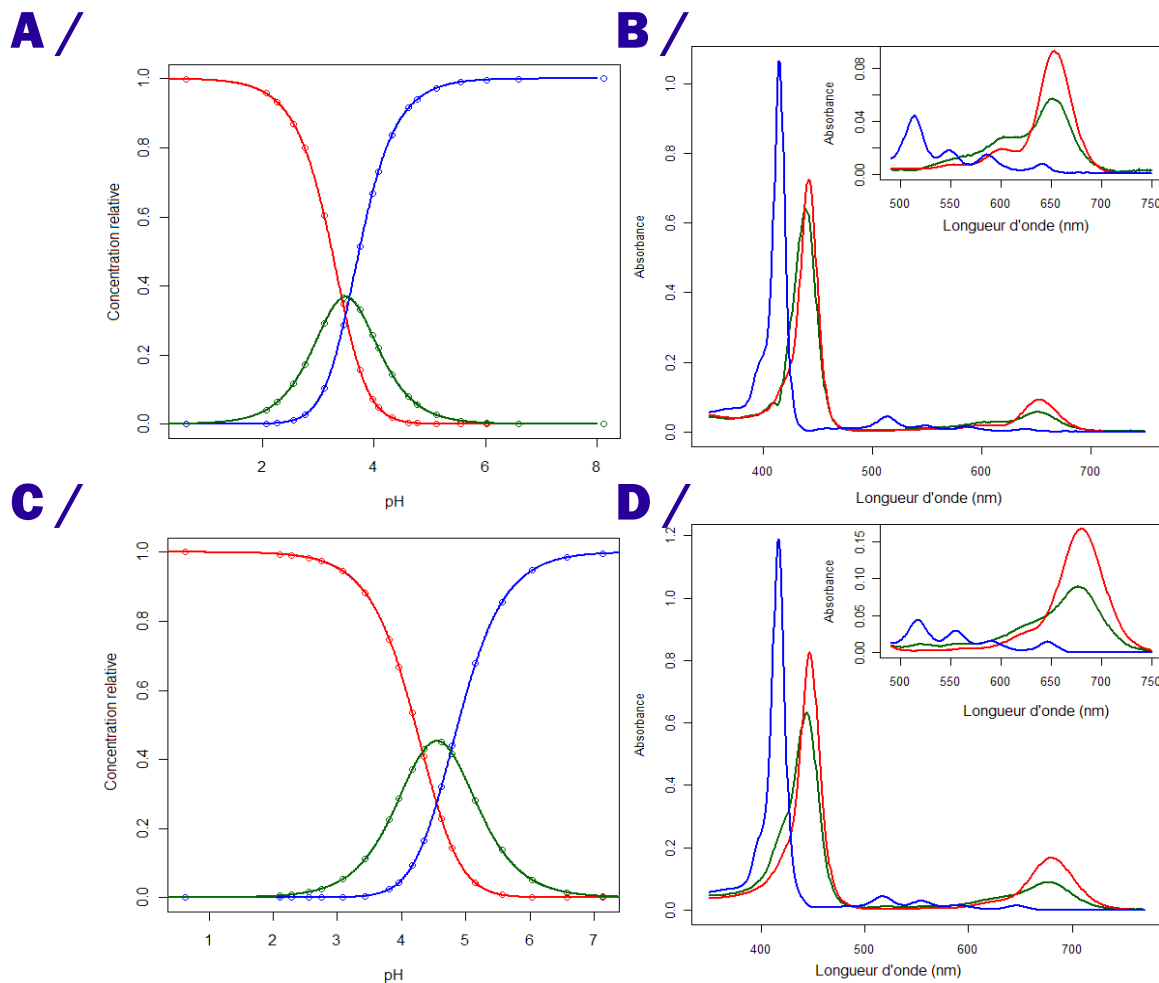 A /
Concentration relative
0.0 0.2 0.4 0.6 0.8 1.0
2 4 6 8
pH
B /
Absorbance
0.0 0.2 0.4 0.6 0.8 1.0
400 500 600 700
Longueur d'onde (nm)
Absorbance
0.00 0.04 0.08
500 550 600 650 700 750
Longueur d'onde (nm)
C /
Concentration relative
0.0 0.2 0.4 0.6 0.8 1.0
1 2 3 4 5 6 7
pH
D /
Absorbance
0.0 0.2 0.4 0.6 0.8 1.2
400 500 600 700
Longueur d'onde (nm)
Absorbance
0.00 0.05 0.10 0.15
500 550 600 650 700 750
Longueur d'onde (nm)